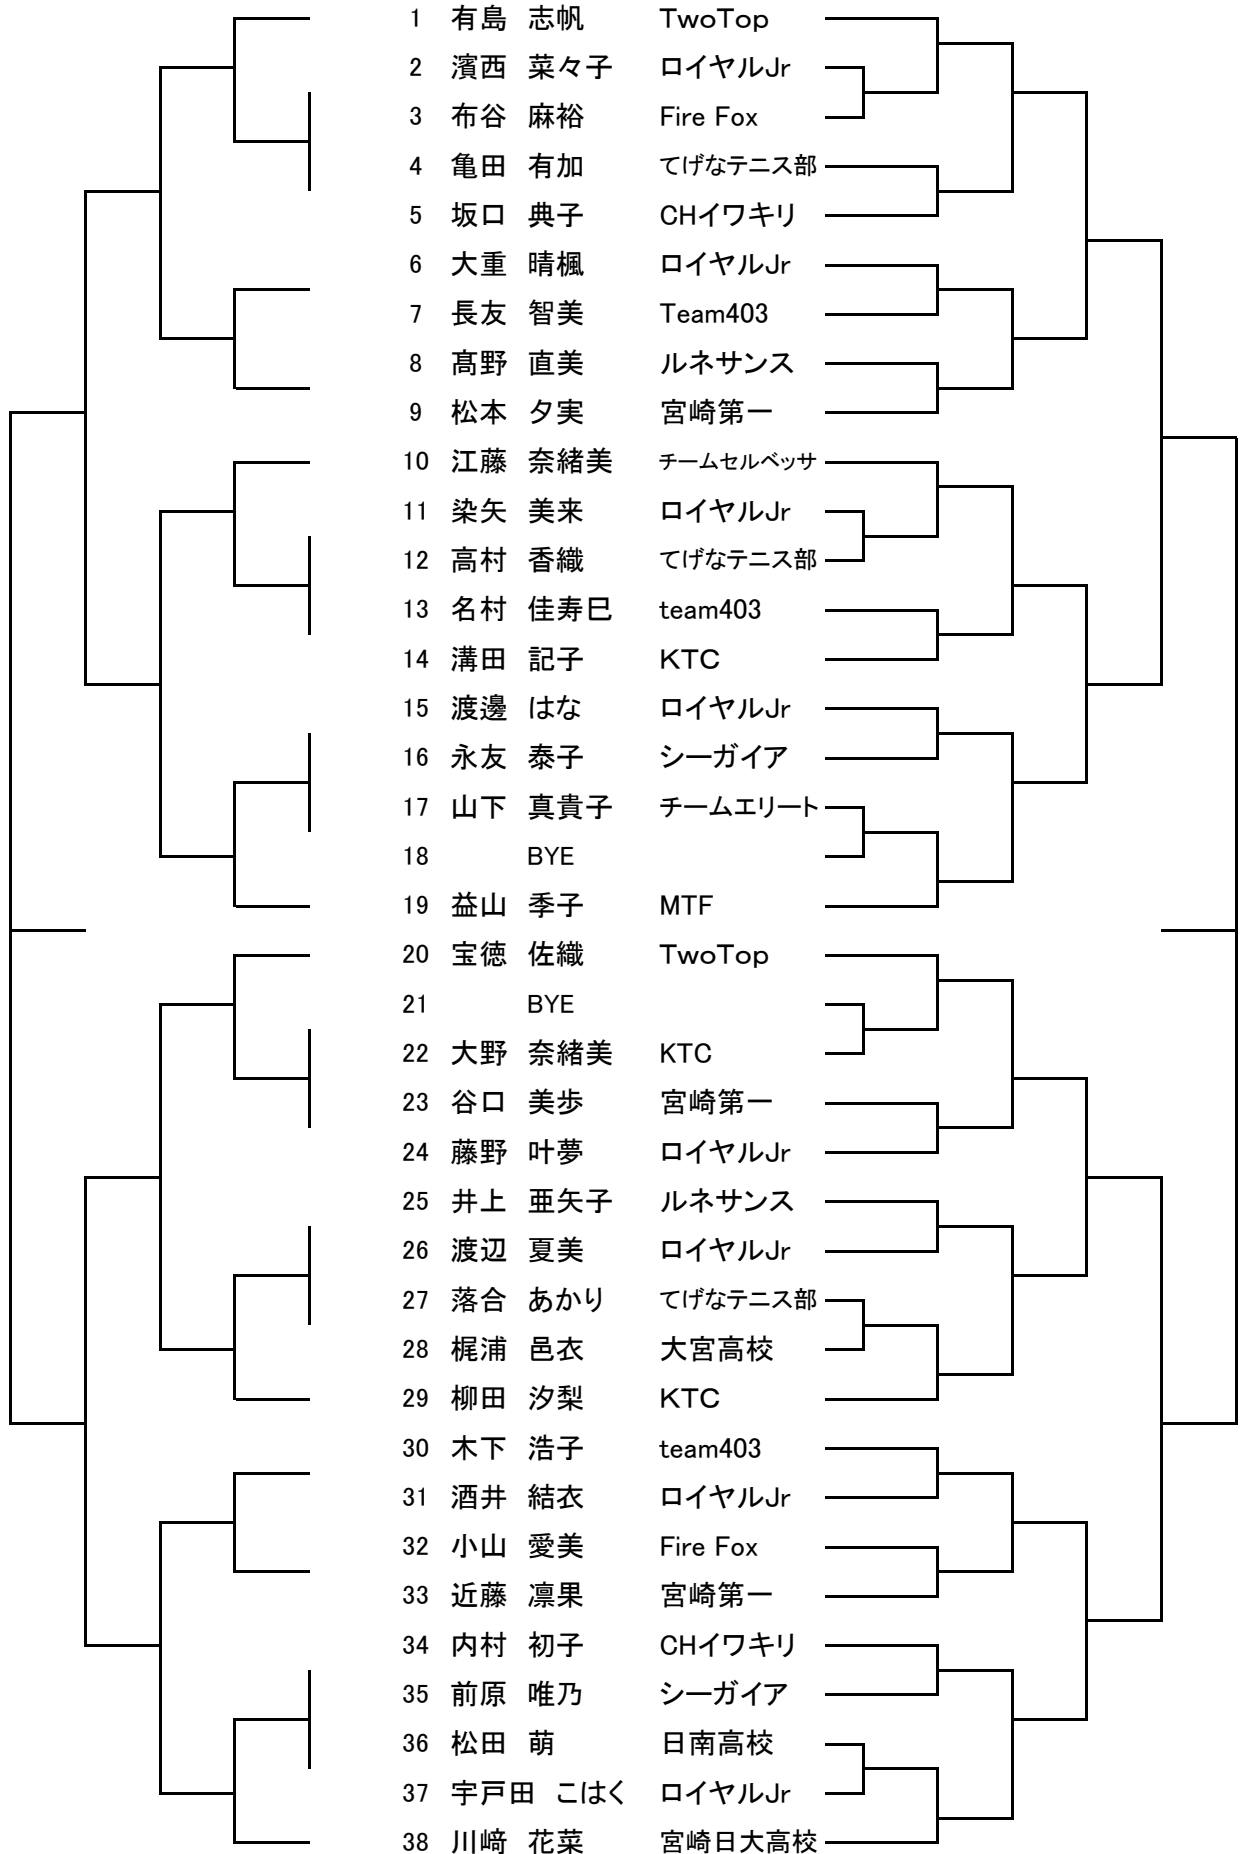 1 有島 志帆 TwoTop
2 濱西 菜々子 ロイヤルJr
3 布谷 麻裕 Fire Fox
4 亀田 有加 てげなテニス部
5 坂口 典子 CHイワキリ
6 大重 晴楓 ロイヤルJr
7 長友 智美 Team403
8 髙野 直美 ルネサンス
9 松本 夕実 宮崎第一
10 江藤 奈緒美 チームセルベッサ
11 染矢 美来 ロイヤルJr
12 高村 香織 てげなテニス部
13 名村 佳寿巳 team403
14 溝田 記子 KTC
15 渡邊 はな ロイヤルJr
16 永友 泰子 シーガイア
17 山下 真貴子 チームエリート
18 BYE
19 益山 季子 MTF
20 宝徳 佐織 TwoTop
21 BYE
22 大野 奈緒美 KTC
23 谷口 美歩 宮崎第一
24 藤野 叶夢 ロイヤルJr
25 井上 亜矢子 ルネサンス
26 渡辺 夏美 ロイヤルJr
27 落合 あかり てげなテニス部
28 梶浦 邑衣 大宮高校
29 柳田 汐梨 KTC
30 木下 浩子 team403
31 酒井 結衣 ロイヤルJr
32 小山 愛美 Fire Fox
33 近藤 凛果 宮崎第一
34 内村 初子 CHイワキリ
35 前原 唯乃 シーガイア
36 松田 萌 日南高校
37 宇戸田 こはく ロイヤルJr
38 川﨑 花菜 宮崎日大高校